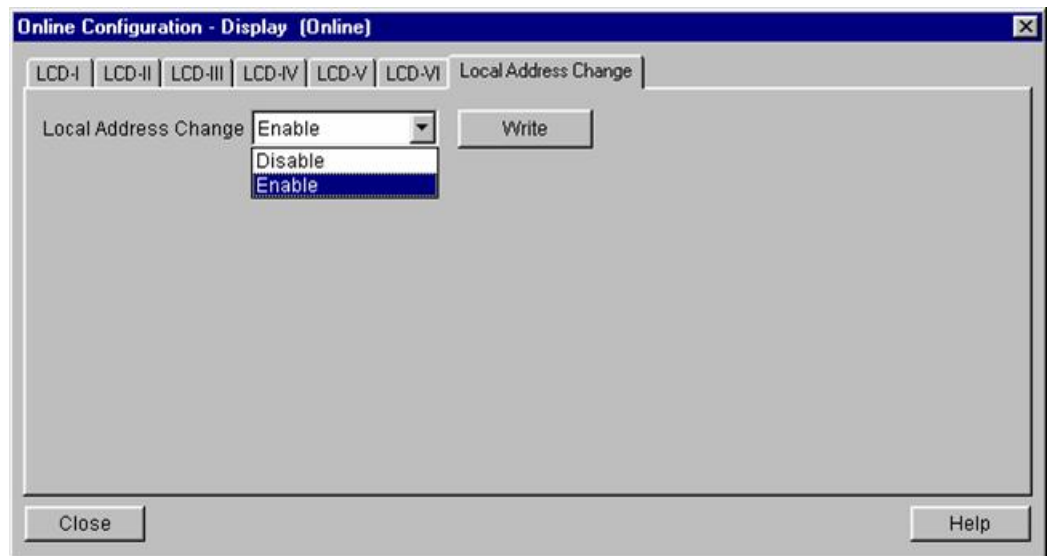 Online Configuration - Display (Online)
LCD-I LCD-II LCD-III LCD-IV LCD-V LCD-VI Local Address Change
Local Address Change Enable Write
Disable
Enable
Close Help